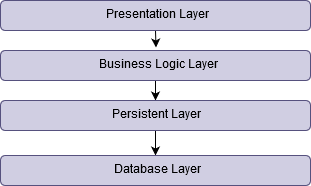 Presentation Layer
Business Logic Layer
Persistent Layer
Database Layer